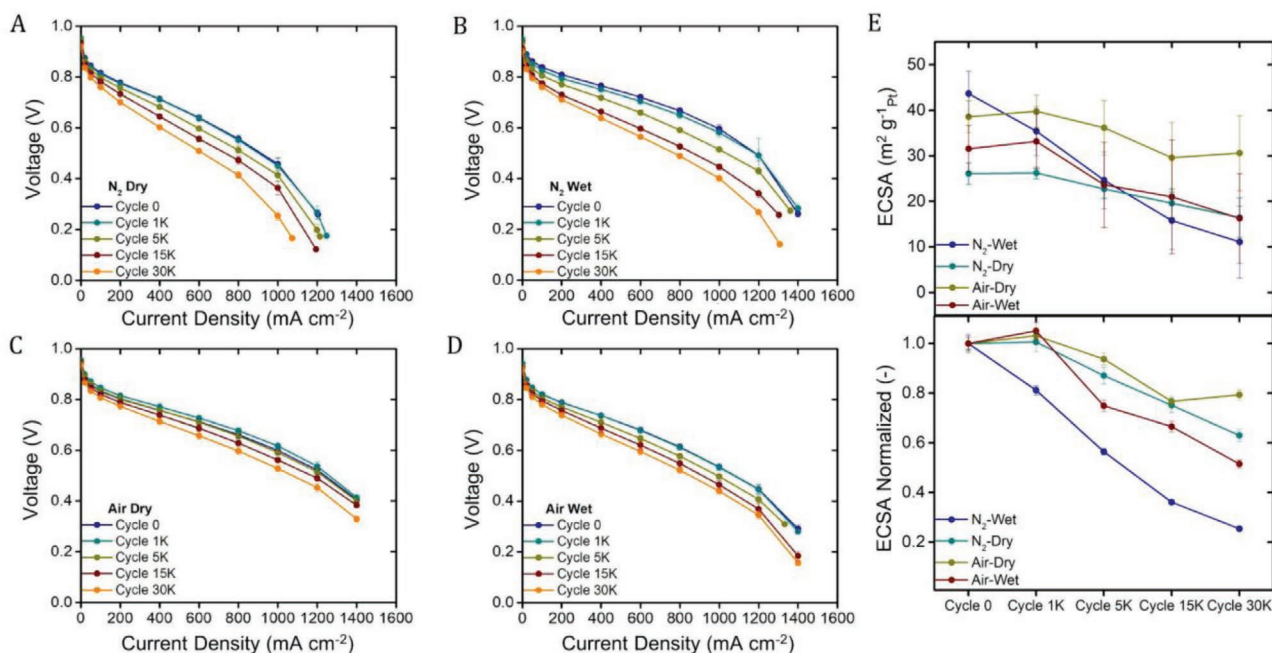 A
1.0
0.8
0.6
0.4
0.2
0.0
Voltage (V)
N2 Dry
Cycle 0
Cycle 1K
Cycle 5K
Cycle 15K
Cycle 30K
0 200 400 600 800 1000 1200 1400 1600
Current Density (mA cm-2)
B
1.0
0.8
0.6
0.4
0.2
0.0
Voltage (V)
N2 Wet
Cycle 0
Cycle 1K
Cycle 5K
Cycle 15K
Cycle 30K
0 200 400 600 800 1000 1200 1400 1600
Current Density (mA cm-2)
C
1.0
0.8
0.6
0.4
0.2
0.0
Voltage (V)
Air Dry
Cycle 0
Cycle 1K
Cycle 5K
Cycle 15K
Cycle 30K
0 200 400 600 800 1000 1200 1400 1600
Current Density (mA cm-2)
D
1.0
0.8
0.6
0.4
0.2
0.0
Voltage (V)
Air Wet
Cycle 0
Cycle 1K
Cycle 5K
Cycle 15K
Cycle 30K
0 200 400 600 800 1000 1200 1400 1600
Current Density (mA cm-2)
E
50
40
30
20
10
0
ECSA (m2 g-1Pt)
N2-Wet
N2-Dry
Air-Dry
Air-Wet
1.0
0.8
0.6
0.4
0.2
ECSA Normalized (-)
N2-Wet
N2-Dry
Air-Dry
Air-Wet
Cycle 0 Cycle 1K Cycle 5K Cycle 15K Cycle 30K